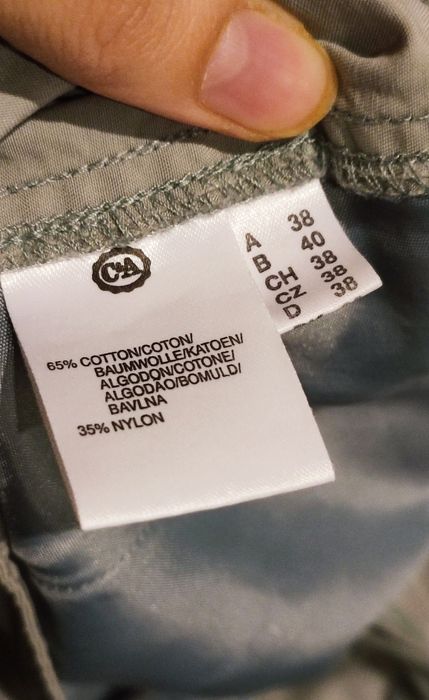 C&A
65% COTTON/COTON/
BAUMWOLLE/KATOEN/
ALGODON/COTONE/
ALGODAO/BOMULD/
BAVLNA
35% NYLON
A 38
B 40
CH 38
CZ 38
D 38